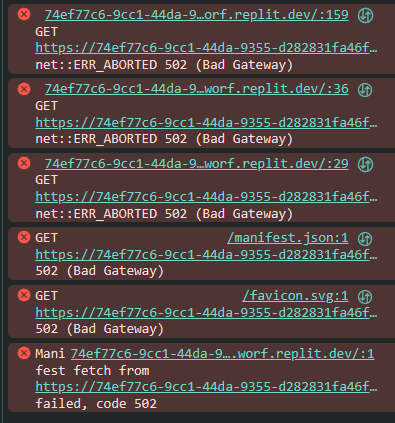 74ef77c6-9cc1-44da-9…orf.replit.dev/:159
GET
https://74ef77c6-9cc1-44da-9355-d282831fa46f…
net::ERR_ABORTED 502 (Bad Gateway)
74ef77c6-9cc1-44da-9…worf.replit.dev/:36
GET
https://74ef77c6-9cc1-44da-9355-d282831fa46f…
net::ERR_ABORTED 502 (Bad Gateway)
74ef77c6-9cc1-44da-9…worf.replit.dev/:29
GET
https://74ef77c6-9cc1-44da-9355-d282831fa46f…
net::ERR_ABORTED 502 (Bad Gateway)
GET /manifest.json:1
https://74ef77c6-9cc1-44da-9355-d282831fa46f…
502 (Bad Gateway)
GET /favicon.svg:1
https://74ef77c6-9cc1-44da-9355-d282831fa46f…
502 (Bad Gateway)
Mani 74ef77c6-9cc1-44da-9….worf.replit.dev/:1
fest fetch from
https://74ef77c6-9cc1-44da-9355-d282831fa46f…
failed, code 502